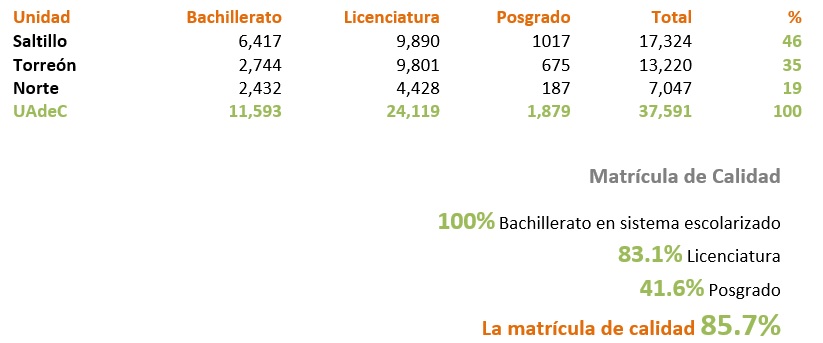 Unidad Bachillerato Licenciatura Posgrado Total %
Saltillo 6,417 9,890 1017 17,324 46
Torreón 2,744 9,801 675 13,220 35
Norte 2,432 4,428 187 7,047 19
UAdeC 11,593 24,119 1,879 37,591 100
Matrícula de Calidad
100% Bachillerato en sistema escolarizado
83.1% Licenciatura
41.6% Posgrado
La matrícula de calidad 85.7%